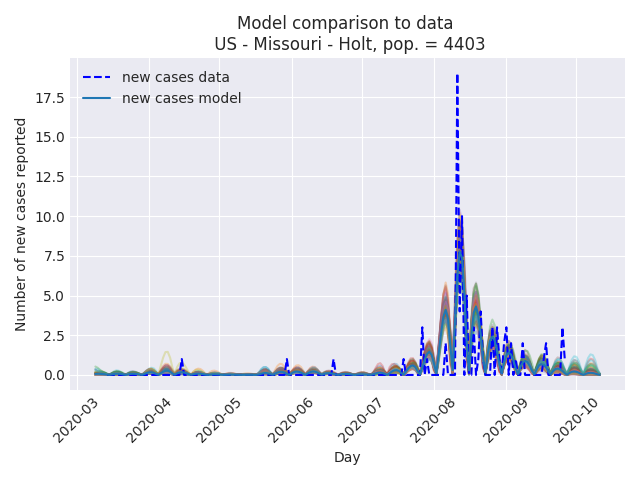 Model comparison to data
US - Missouri - Holt, pop. = 4403
new cases data
new cases model
Number of new cases reported
17.5
15.0
12.5
10.0
7.5
5.0
2.5
0.0
2020-03
2020-04
2020-05
2020-06
2020-07
2020-08
2020-09
2020-10
Day